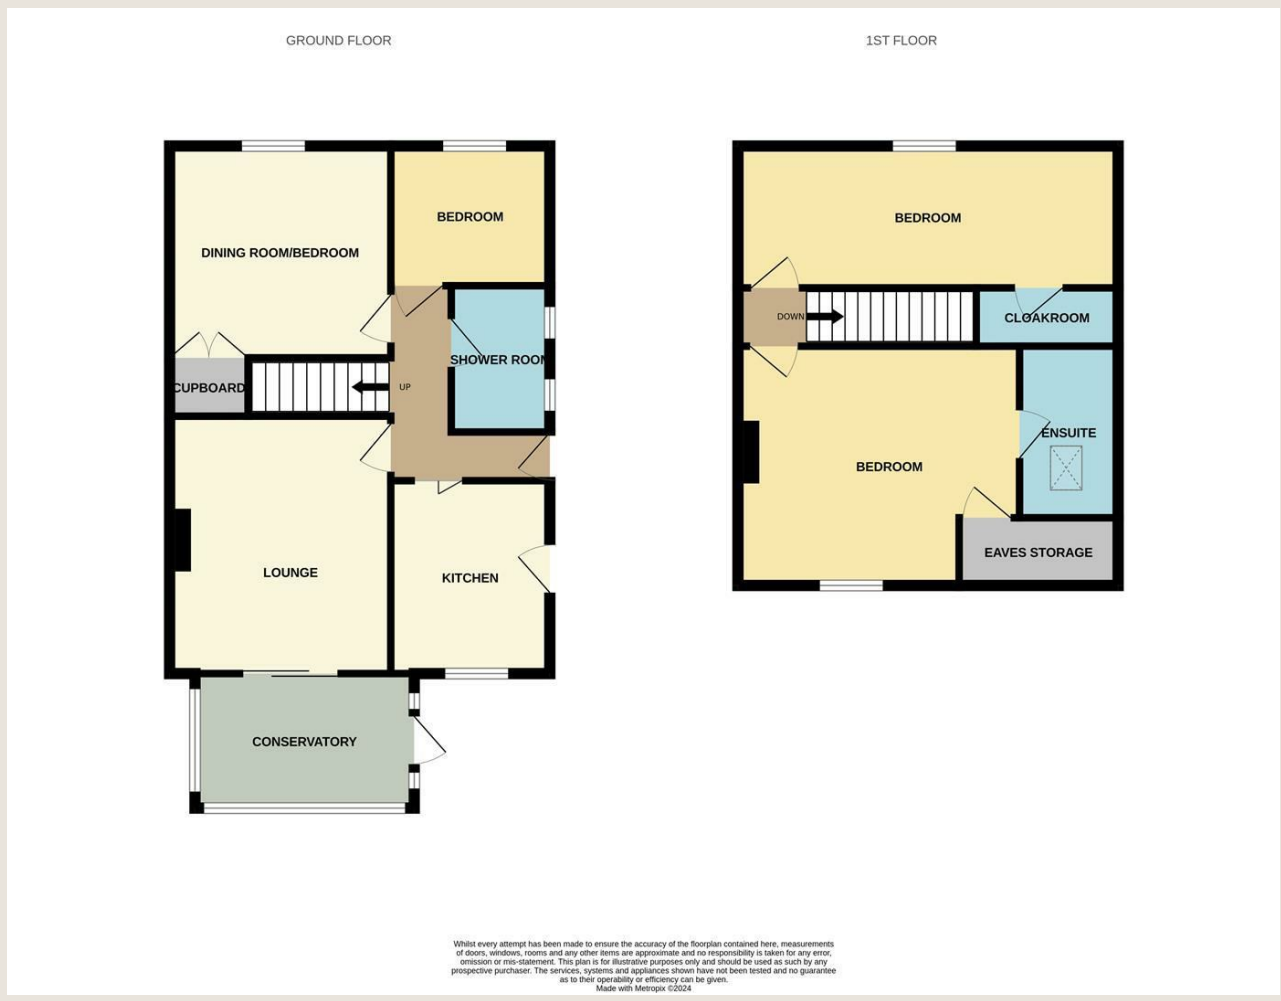 GROUND FLOOR
1ST FLOOR
DINING ROOM/BEDROOM
BEDROOM
SHOWER ROOM
CUPBOARD
UP
LOUNGE
KITCHEN
CONSERVATORY
BEDROOM
DOWN
CLOAKROOM
BEDROOM
ENSUITE
EAVES STORAGE
Whilst every attempt has been made to ensure the accuracy of the floorplan contained here, measurements
of doors, windows, rooms and any other items are approximate and no responsibility is taken for any error,
omission or mis-statement. This plan is for illustrative purposes only and should be used as such by any
prospective purchaser. The services, systems and appliances shown have not been tested and no guarantee
as to their operability or efficiency can be given.
Made with Metropix ©2024